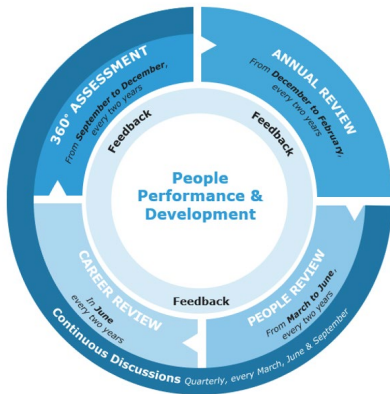 360° ASSESSMENT
From September to December,
every two years
ANNUAL REVIEW
From December to February,
every two years
Feedback
Feedback
People
Performance &
Development
Feedback
CAREER REVIEW
In June
every two years
PEOPLE REVIEW
From March to June,
every two years
Continuous Discussions Quarterly, every March, June & September